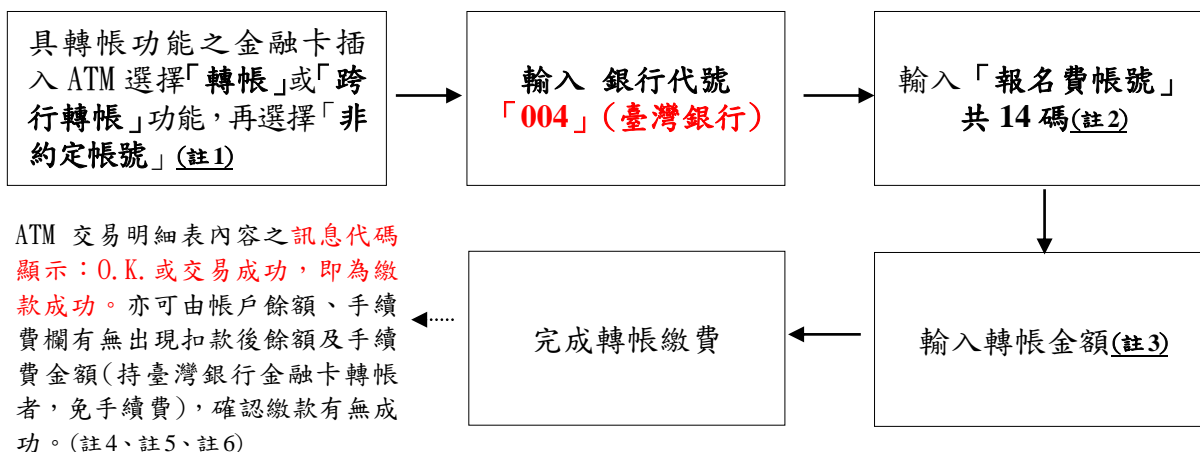 具轉帳功能之金融卡插
入 ATM 選擇「轉帳」或「跨
行轉帳」功能，再選擇「非
約定帳號」(註1)
輸入 銀行代號
「004」(臺灣銀行)
輸入「報名費帳號」
共 14 碼(註2)
輸入轉帳金額(註3)
完成轉帳繳費
ATM 交易明細表內容之訊息代碼
顯示：O.K.或交易成功，即為繳
款成功。亦可由帳戶餘額、手續
費欄有無出現扣款後餘額及手續
費金額(持臺灣銀行金融卡轉帳
者，免手續費)，確認繳款有無成
功。(註4、註5、註6)